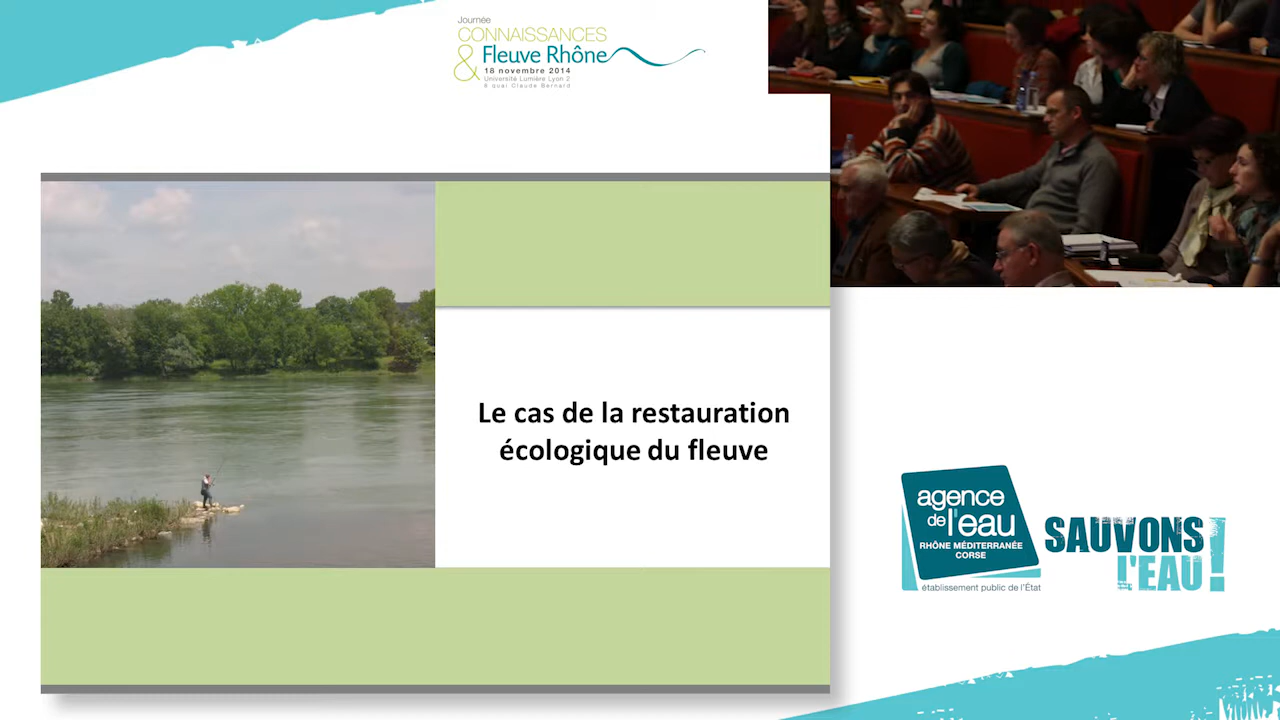 Journée
CONNAISSANCES
& Fleuve Rhône
18 novembre 2014
Université Lumière Lyon 2
6 quai Claude Bernard
Le cas de la restauration
écologique du fleuve
agence
de l'eau
RHÔNE MÉDITERRANÉE
CORSE
établissement public de l'État
SAUVONS
L'EAU!